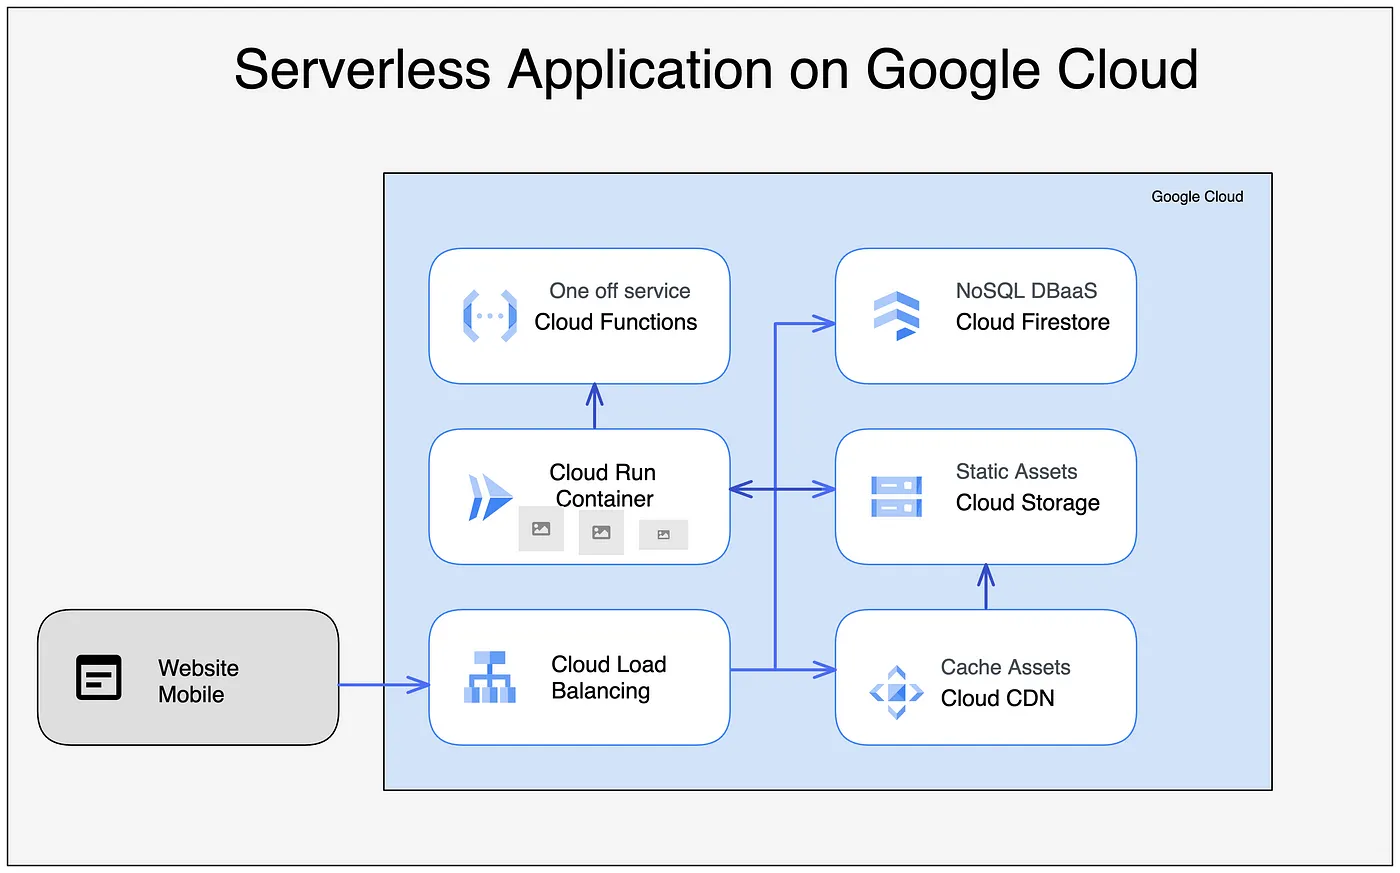 Serverless Application on Google Cloud
Google Cloud
One off service
Cloud Functions
NoSQL DBaaS
Cloud Firestore
Cloud Run
Container
Static Assets
Cloud Storage
Website
Mobile
Cloud Load
Balancing
Cache Assets
Cloud CDN